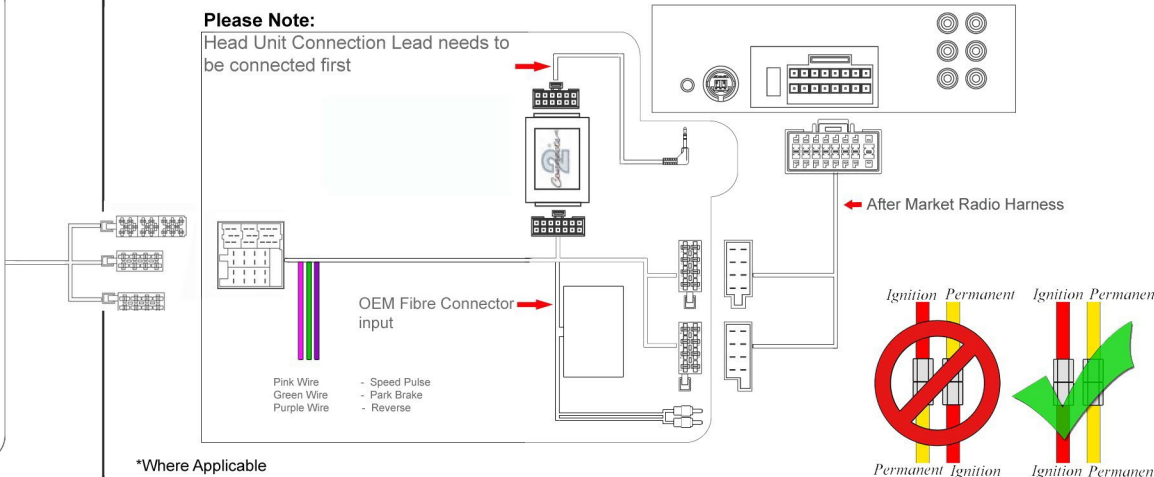 Please Note:
Head Unit Connection Lead needs to
be connected first
Connects 2
After Market Radio Harness
OEM Fibre Connector
input
Ignition Permanent
Ignition Permanen
Pink Wire - Speed Pulse
Green Wire - Park Brake
Purple Wire - Reverse
Permanent Ignition
Ignition Permanen
*Where Applicable